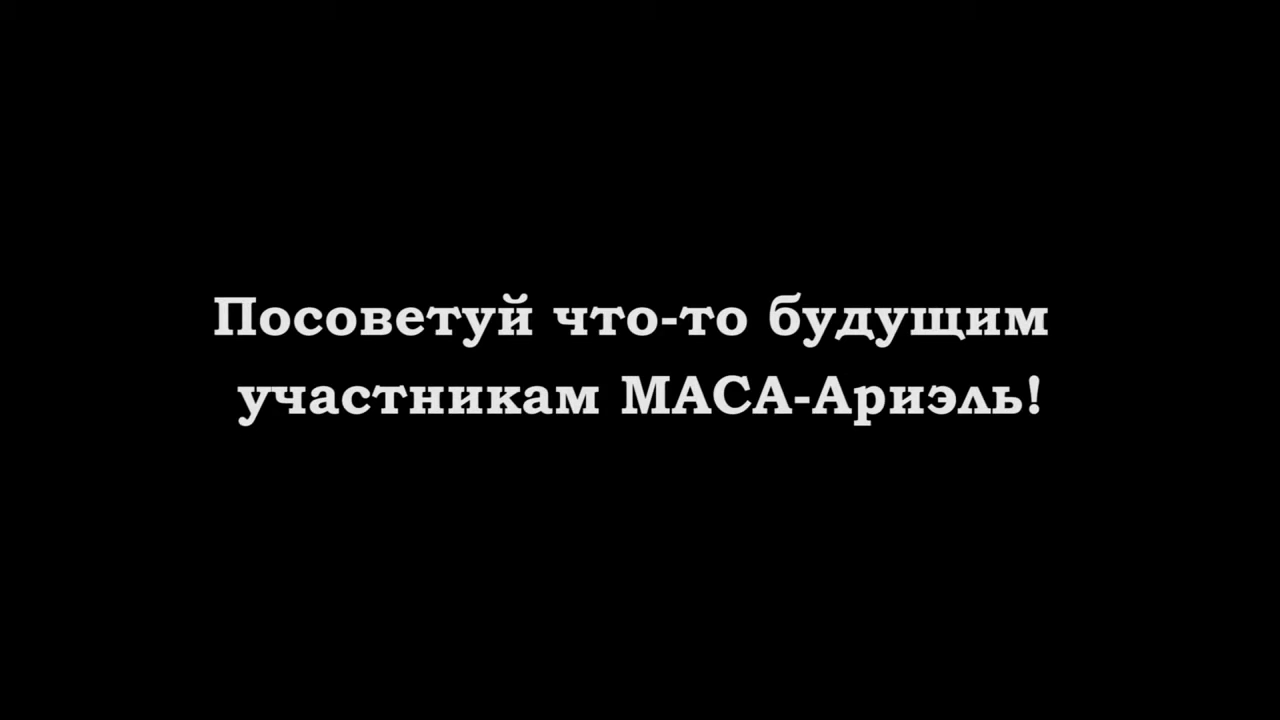 Посоветуй что-то будущим
участникам МАСА-Ариэль!